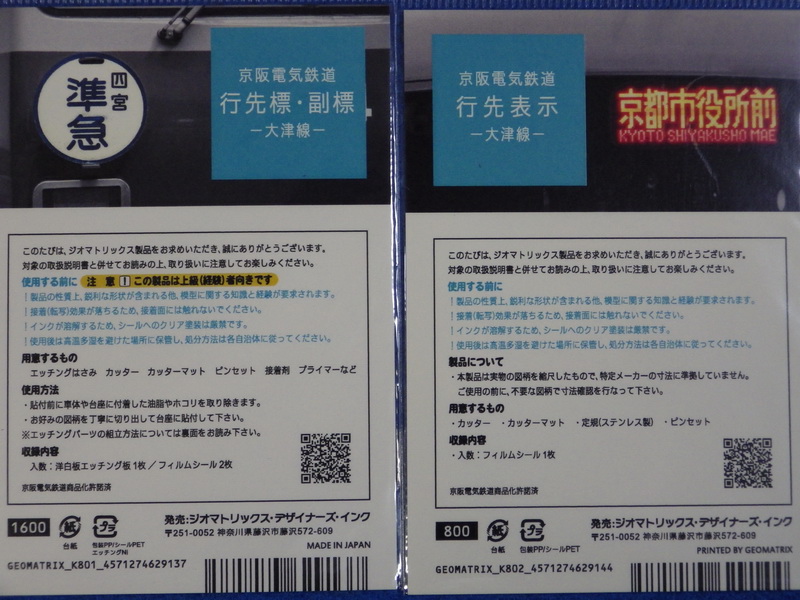 四宮
準急
京阪電気鉄道
行先標・副標
－大津線－
このたびは、ジオマトリックス製品をお求めいただき、誠にありがとうございます。
対象の取扱説明書と併せてお読みの上、取り扱いに注意してお楽しみください。
使用する前に 注 意 ! この製品は上級(経験)者向きです
！製品の性質上、鋭利な形状が含まれる他、模型に関する知識と経験が要求されます。
！接着(転写)効果が落ちるため、接着面には触れないでください。
！インクが溶解するため、シールへのクリア塗装は厳禁です。
！使用後は高温多湿を避けた場所に保管し、処分方法は各自治体に従ってください。
用意するもの
エッチングはさみ カッター カッターマット ピンセット 接着剤 プライマーなど
使用方法
・貼付前に車体や台座に付着した油脂やホコリを取り除きます。
・お好みの図柄を丁寧に切り出して台座に貼付して下さい。
※エッチングパーツの組立方法については裏面をお読み下さい。
収録内容
入数：洋白板エッチング板1枚／フィルムシール2枚
京阪電気鉄道商品化許諾済
1600
紙
台紙
プラ
包装PP/シールPET
エッチングNi
発売：ジオマトリックス・デザイナーズ・インク
〒251-0052 神奈川県藤沢市藤沢572-609
MADE IN JAPAN
GEOMATRIX_K801_4571274629137
京阪電気鉄道
行先表示
－大津線－
京都市役所前
KYOTO SHIYAKUSHO MAE
このたびは、ジオマトリックス製品をお求めいただき、誠にありがとうございます。
対象の取扱説明書と併せてお読みの上、取り扱いに注意してお楽しみください。
使用する前に
！製品の性質上、鋭利な形状が含まれる他、模型に関する知識と経験が要求されます。
！接着(転写)効果が落ちるため、接着面には触れないでください。
！インクが溶解するため、シールへのクリア塗装は厳禁です。
！使用後は高温多湿を避けた場所に保管し、処分方法は各自治体に従ってください。
製品について
・本製品は実物の図柄を縮尺したもので、特定メーカーの寸法に準拠していません。
ご使用の前に、不要な図柄で寸法確認を行なって下さい。
用意するもの
・カッター ・カッターマット ・定規(ステンレス製) ・ピンセット
収録内容
・入数：フィルムシール1枚
京阪電気鉄道商品化許諾済
800
紙
台紙
プラ
包装PP/シールPET
発売：ジオマトリックス・デザイナーズ・インク
〒251-0052 神奈川県藤沢市藤沢572-609
PRINTED BY GEOMATRIX
GEOMATRIX_K802_4571274629144